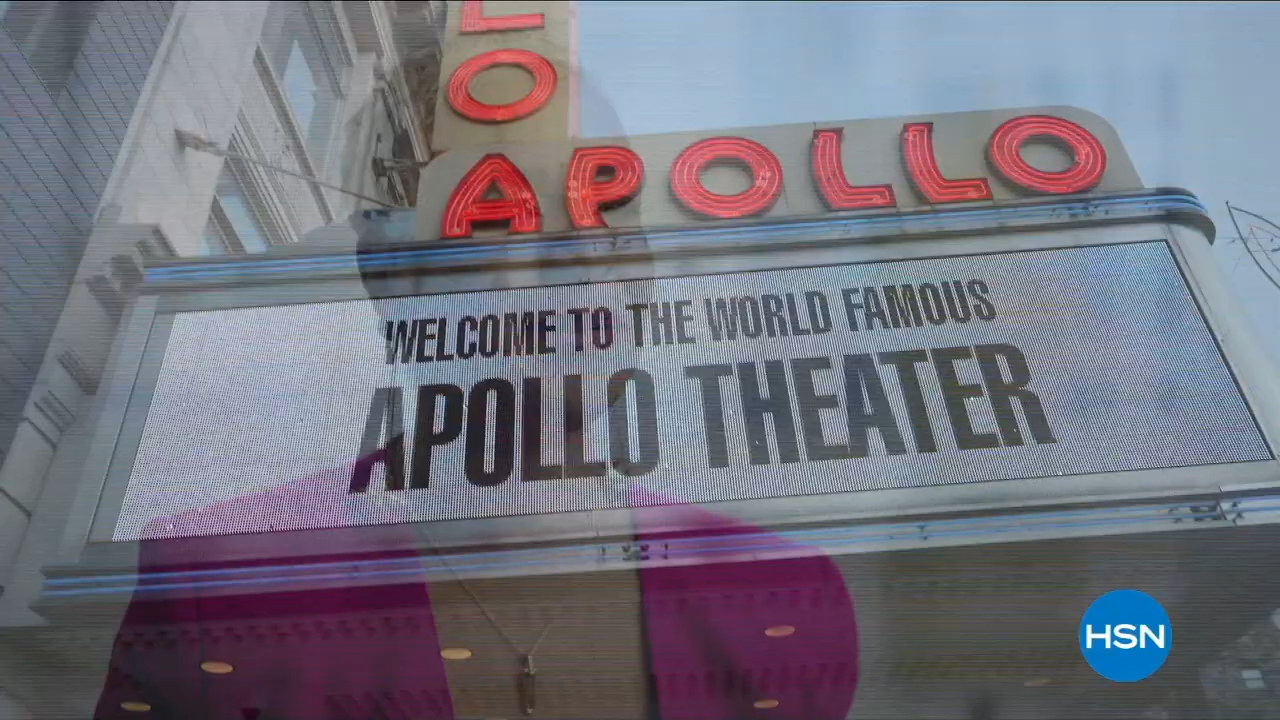 L
O
APOLLO
WELCOME TO THE WORLD FAMOUS
APOLLO THEATER
HSN